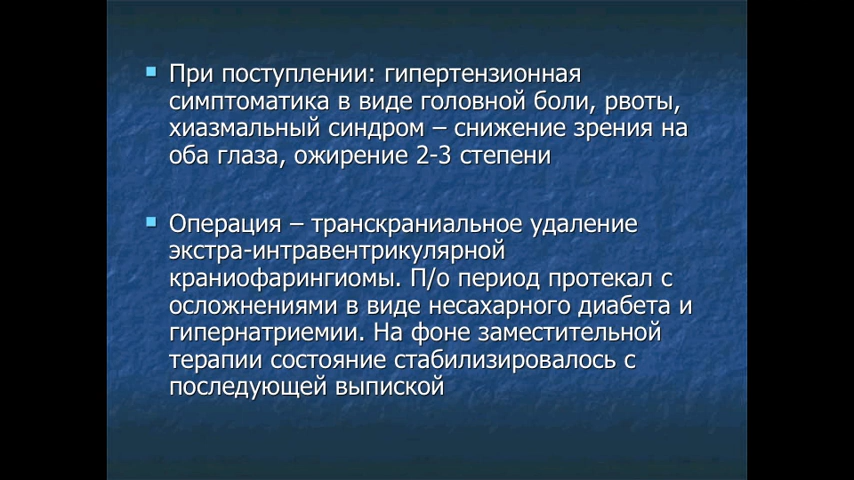 При поступлении: гипертензионная
симптоматика в виде головной боли, рвоты,
хиазмальный синдром – снижение зрения на
оба глаза, ожирение 2-3 степени
Операция – транскраниальное удаление
экстра-интравентрикулярной
краниофарингиомы. П/о период протекал с
осложнениями в виде несахарного диабета и
гипернатриемии. На фоне заместительной
терапии состояние стабилизировалось с
последующей выпиской